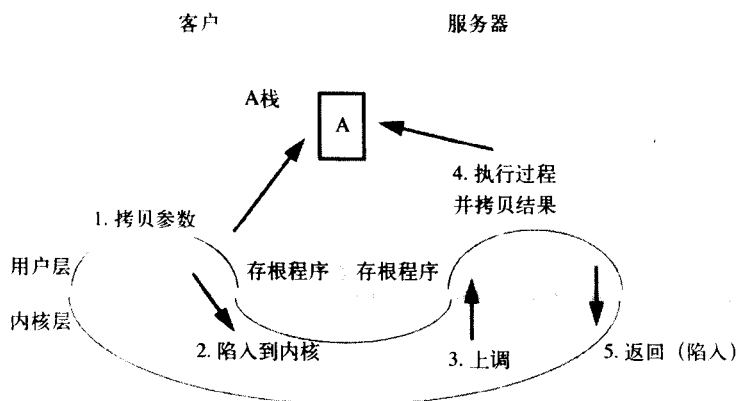 客户
服务器
A栈
A
4. 执行过程
并拷贝结果
1. 拷贝参数
用户层
存根程序
存根程序
内核层
2. 陷入到内核
3. 上调
5. 返回（陷入）